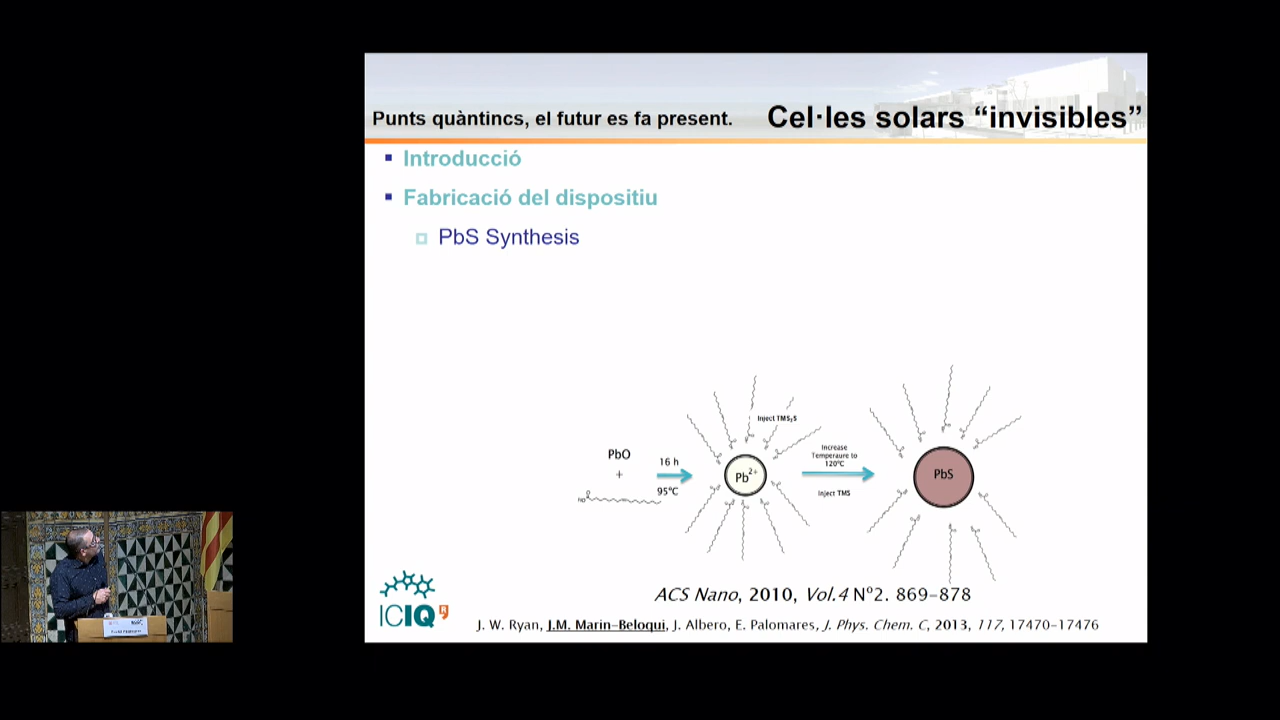 Punts quàntincs, el futur es fa present.
Cel·les solars “invisibles”
Introducció
Fabricació del dispositiu
PbS Synthesis
PbO
+
HO
O
16 h
95ºC
Inject TMS₂S
Pb²⁺
Increase
Temperaure to
120ºC
Inject TMS
PbS
ICIQ
ACS Nano, 2010, Vol.4 Nº2. 869–878
J. W. Ryan, J.M. Marin–Beloqui, J. Albero, E. Palomares, J. Phys. Chem. C, 2013, 117, 17470–17476